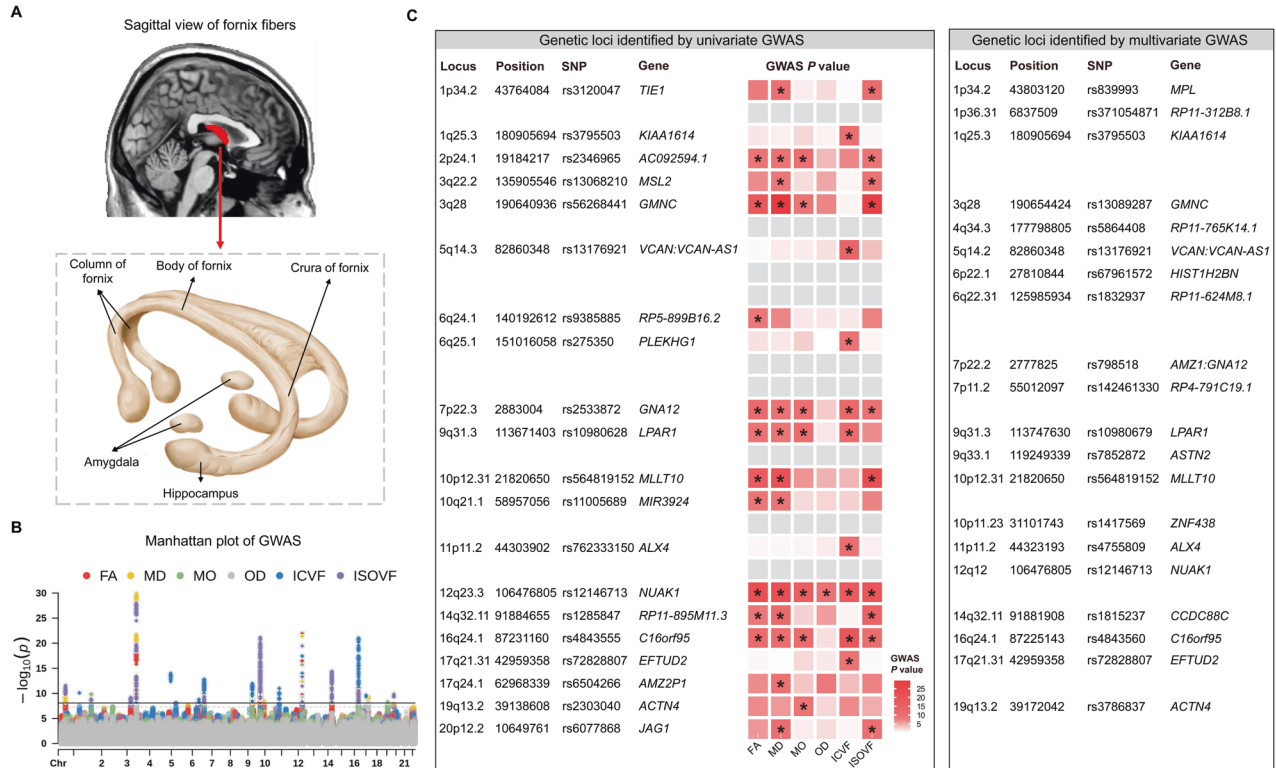 A
Sagittal view of fornix fibers
Column of
fornix
Body of fornix
Crura of fornix
Amygdala
Hippocampus
B
Manhattan plot of GWAS
FA MD MO OD ICVF ISOVF
−log10(p)
30
25
20
15
10
5
0
Chr 2 3 4 5 6 7 8 9 10 12 14 16 18 21
C
Genetic loci identified by univariate GWAS
Locus Position SNP Gene GWAS P value
1p34.2 43764084 rs3120047 TIE1 * *
1q25.3 180905694 rs3795503 KIAA1614 *
2p24.1 19184217 rs2346965 AC092594.1 * * * *
3q22.2 135905546 rs13068210 MSL2 * *
3q28 190640936 rs56268441 GMNC * * * *
5q14.3 82860348 rs13176921 VCAN:VCAN-AS1 *
6q24.1 140192612 rs9385885 RP5-899B16.2 *
6q25.1 151016058 rs275350 PLEKHG1 *
7p22.3 2883004 rs2533872 GNA12 * * * * *
9q31.3 113671403 rs10980628 LPAR1 * * * *
10p12.31 21820650 rs564819152 MLLT10 * * *
10q21.1 58957056 rs11005689 MIR3924 * *
11p11.2 44303902 rs762333150 ALX4 *
12q23.3 106476805 rs12146713 NUAK1 * * * * * *
14q32.11 91884655 rs1285847 RP11-895M11.3 * * *
16q24.1 87231160 rs4843555 C16orf95 * * * * *
17q21.31 42959358 rs72828807 EFTUD2 *
17q24.1 62968339 rs6504266 AMZ2P1 *
19q13.2 39138608 rs2303040 ACTN4 *
20p12.2 10649761 rs6077868 JAG1 * *
FA MD MO OD ICVF ISOVF
GWAS
P value
25
20
15
10
5
Genetic loci identified by multivariate GWAS
Locus Position SNP Gene
1p34.2 43803120 rs839993 MPL
1p36.31 6837509 rs371054871 RP11-312B8.1
1q25.3 180905694 rs3795503 KIAA1614
3q28 190654424 rs13089287 GMNC
4q34.3 177798805 rs5864408 RP11-765K14.1
5q14.2 82860348 rs13176921 VCAN:VCAN-AS1
6p22.1 27810844 rs67961572 HIST1H2BN
6q22.31 125985934 rs1832937 RP11-624M8.1
7p22.2 2777825 rs798518 AMZ1:GNA12
7p11.2 55012097 rs142461330 RP4-791C19.1
9q31.3 113747630 rs10980679 LPAR1
9q33.1 119249339 rs7852872 ASTN2
10p12.31 21820650 rs564819152 MLLT10
10p11.23 31101743 rs1417569 ZNF438
11p11.2 44323193 rs4755809 ALX4
12q12 106476805 rs12146713 NUAK1
14q32.11 91881908 rs1815237 CCDC88C
16q24.1 87225143 rs4843560 C16orf95
17q21.31 42959358 rs72828807 EFTUD2
19q13.2 39172042 rs3786837 ACTN4